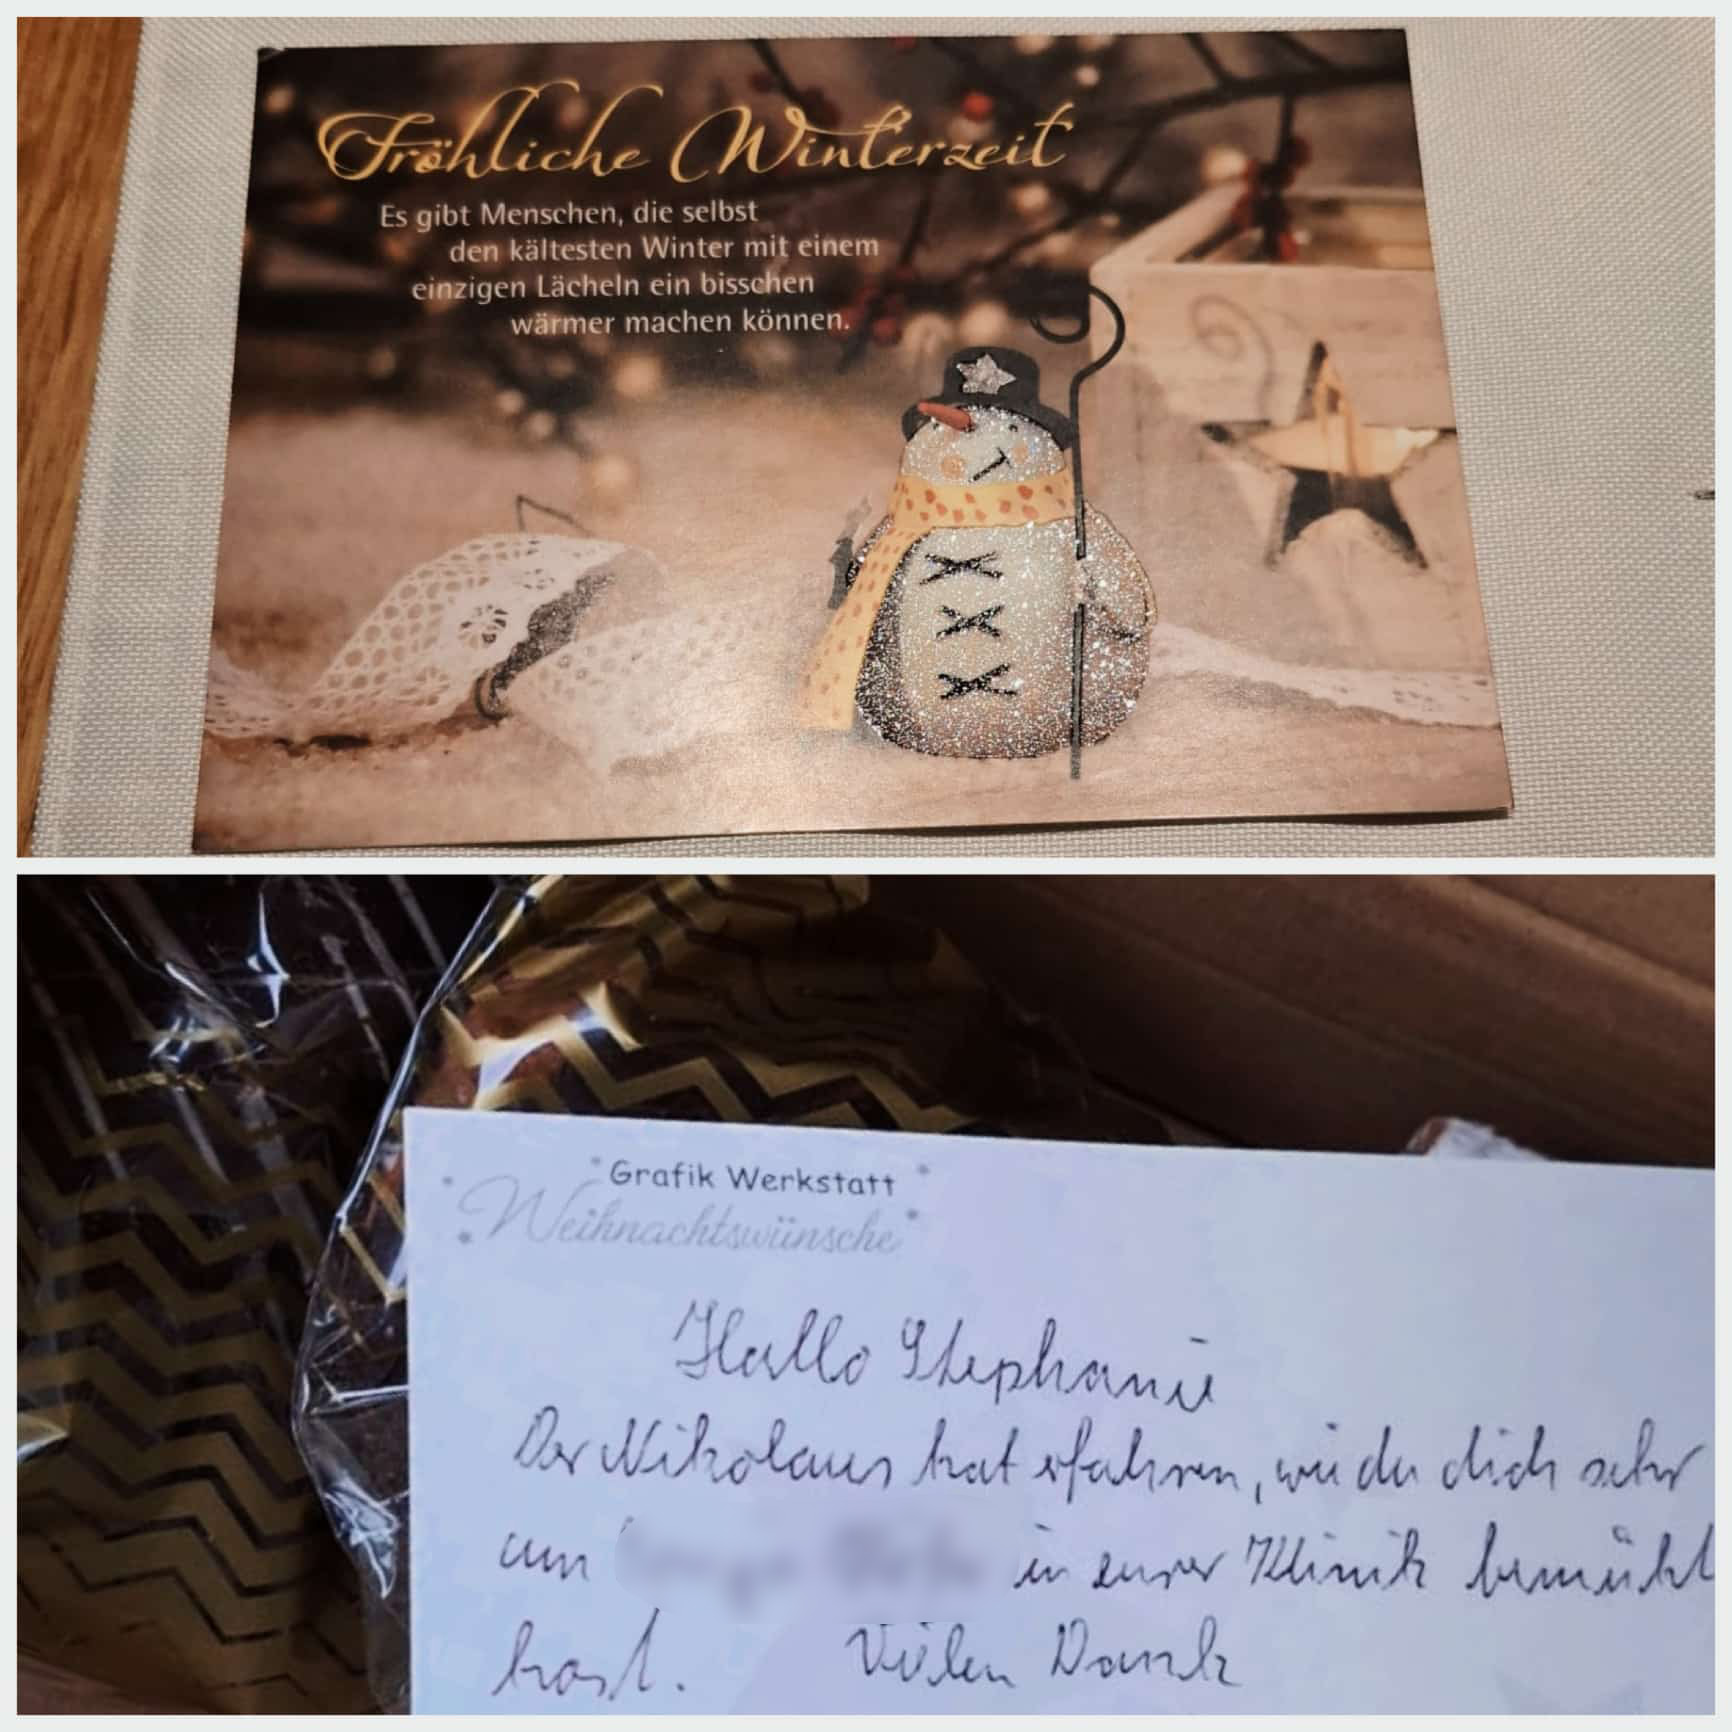 Fröhliche Winterzeit
Es gibt Menschen, die selbst
den kältesten Winter mit einem
einzigen Lächeln ein bisschen
wärmer machen können.
Grafik Werkstatt
Weihnachtswünsche
Hallo Stephanie
Der Nikolaus hat erfahren, wie du dich sehr
um in eurer Klinik bemüht
hast. Vielen Dank